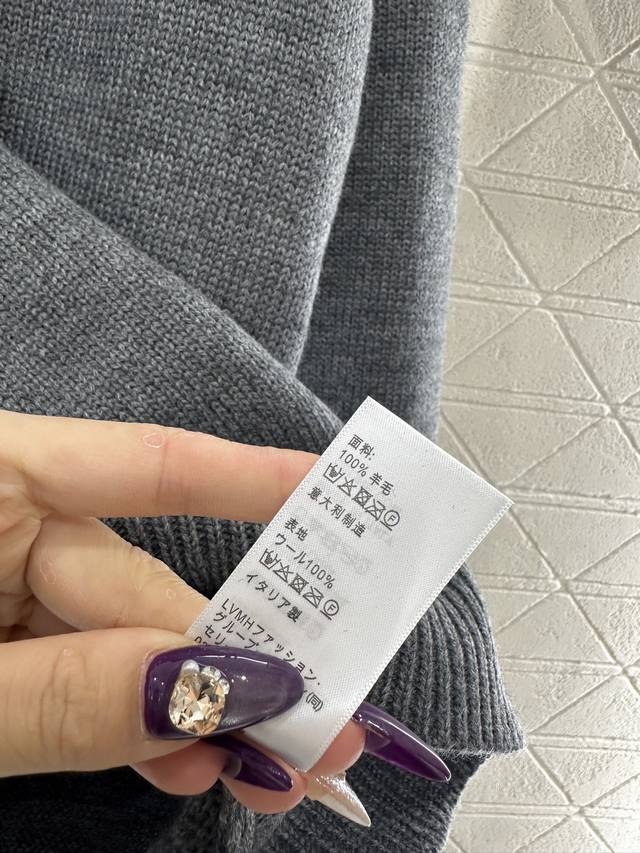 面料:
100% 羊毛
意大利制造
表地
ウール100%
イタリア製
LVMHファッション.
グループ
セリ
(同)